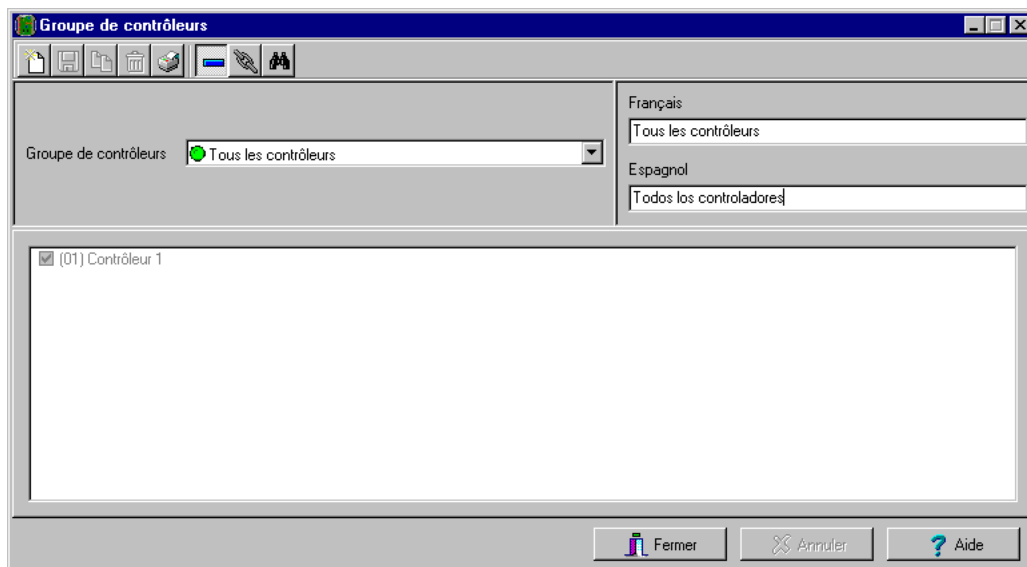 Groupe de contrôleurs
Groupe de contrôleurs
Tous les contrôleurs
Français
Tous les contrôleurs
Espagnol
Todos los controladores
(01) Contrôleur 1
Fermer
Annuler
Aide